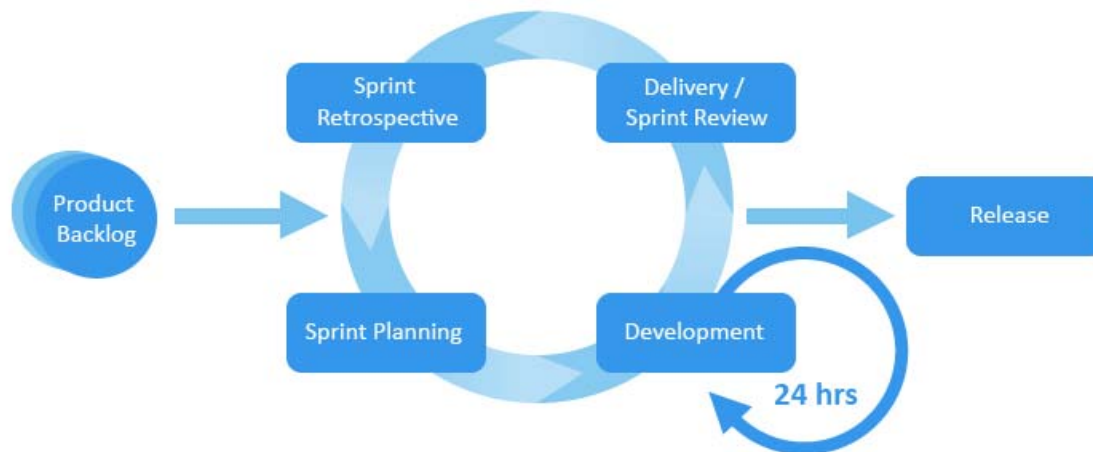 Sprint
Retrospective
Delivery /
Sprint Review
Product
Backlog
Release
Sprint Planning
Development
24 hrs